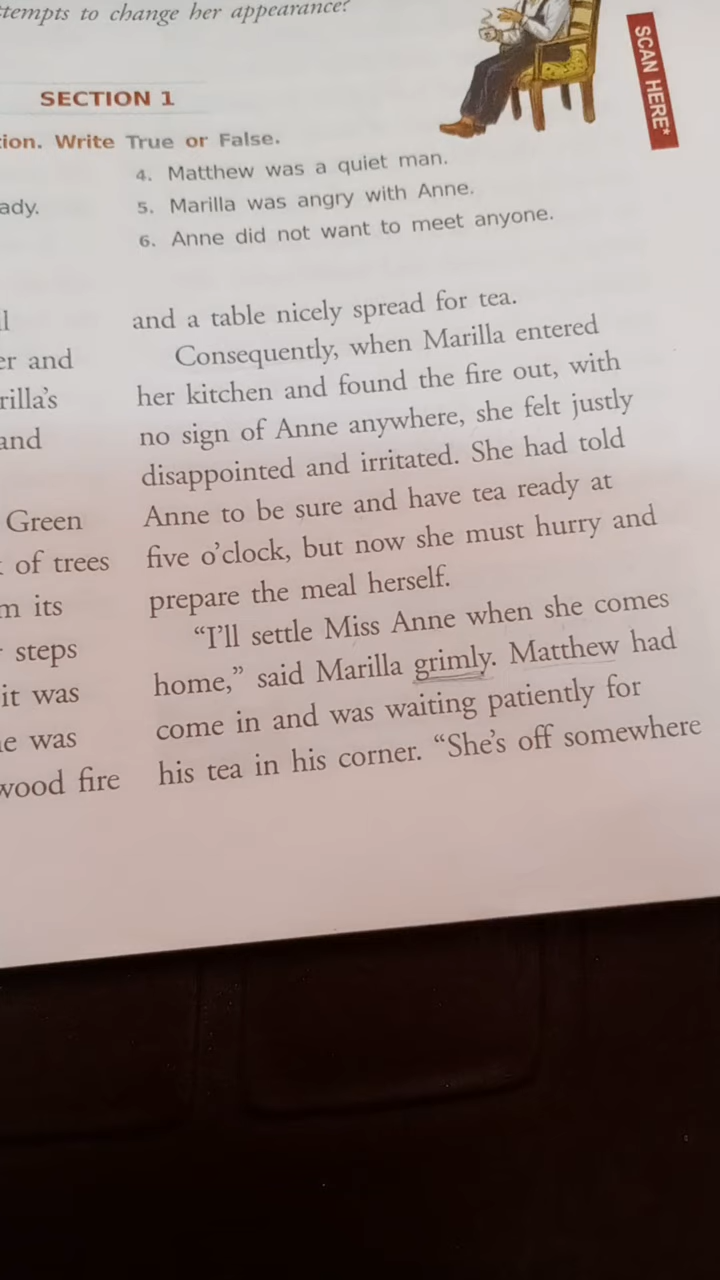 to change her appearance?
SCAN HERE*
SECTION 1
Write True or False.
4. Matthew was a quiet man.
5. Marilla was angry with Anne.
6. Anne did not want to meet anyone.
and
Green
of trees
its
steps
it was
was
wood fire
and a table nicely spread for tea.
Consequently, when Marilla entered
her kitchen and found the fire out, with
no sign of Anne anywhere, she felt justly
disappointed and irritated. She had told
Anne to be sure and have tea ready at
five o’clock, but now she must hurry and
prepare the meal herself.
“I’ll settle Miss Anne when she comes
home,” said Marilla grimly. Matthew had
come in and was waiting patiently for
his tea in his corner. “She’s off somewhere